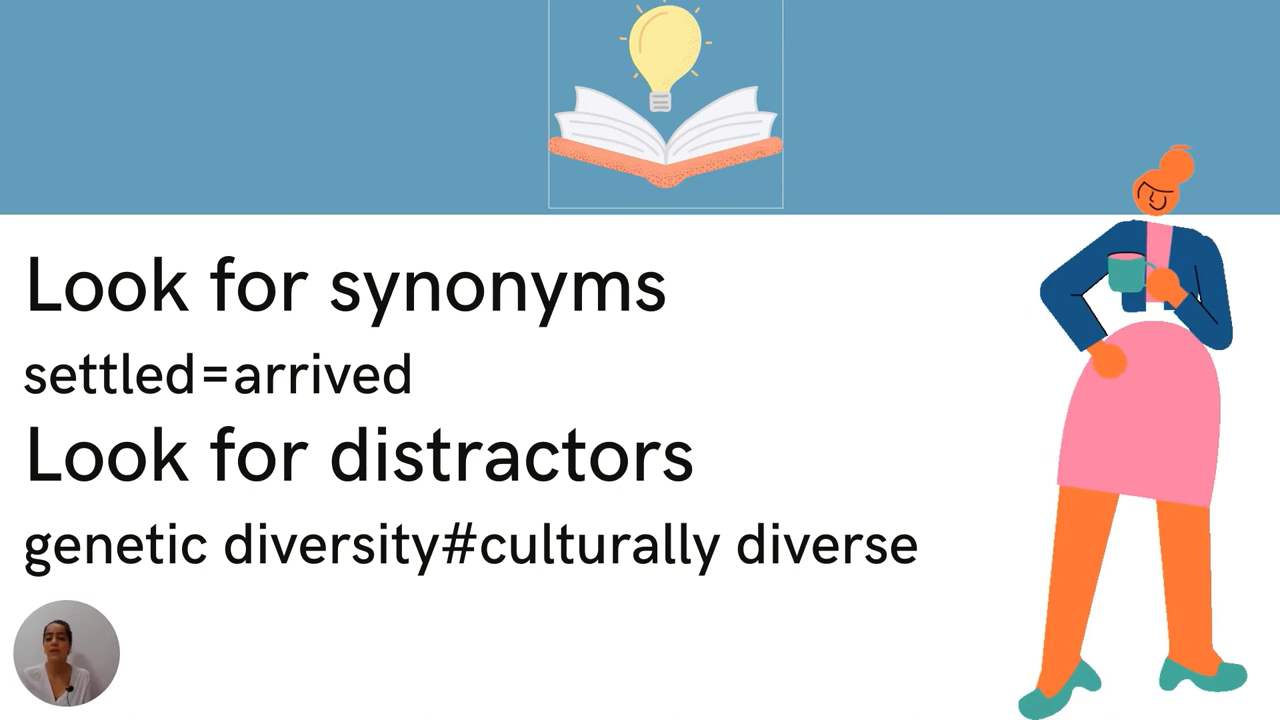 Look for synonyms
settled=arrived
Look for distractors
genetic diversity#culturally diverse